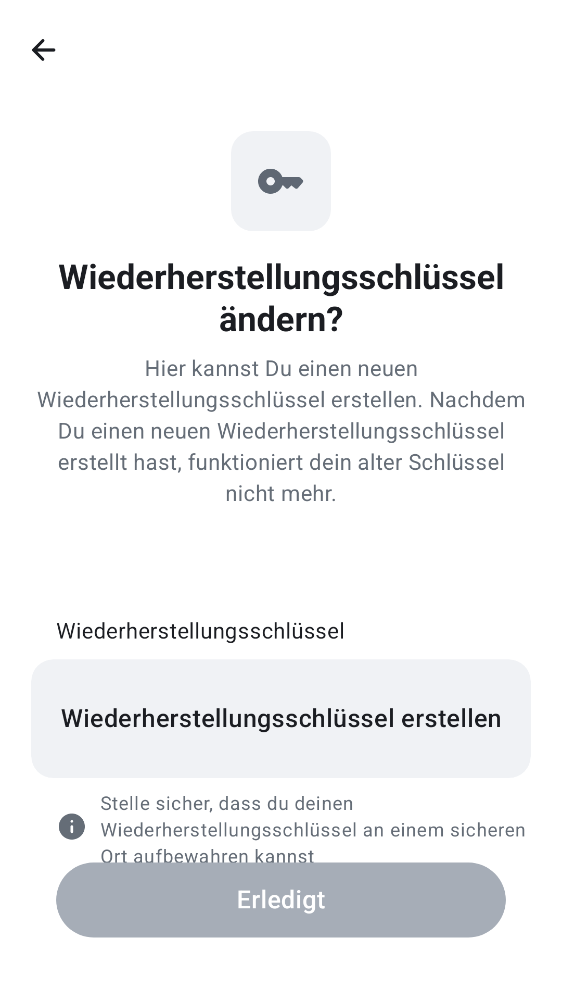 Wiederherstellungsschlüssel
ändern?
Hier kannst Du einen neuen
Wiederherstellungsschlüssel erstellen. Nachdem
Du einen neuen Wiederherstellungsschlüssel
erstellt hast, funktioniert dein alter Schlüssel
nicht mehr.
Wiederherstellungsschlüssel
Wiederherstellungsschlüssel erstellen
Stelle sicher, dass du deinen
Wiederherstellungsschlüssel an einem sicheren
Ort aufbewahren kannst
Erledigt